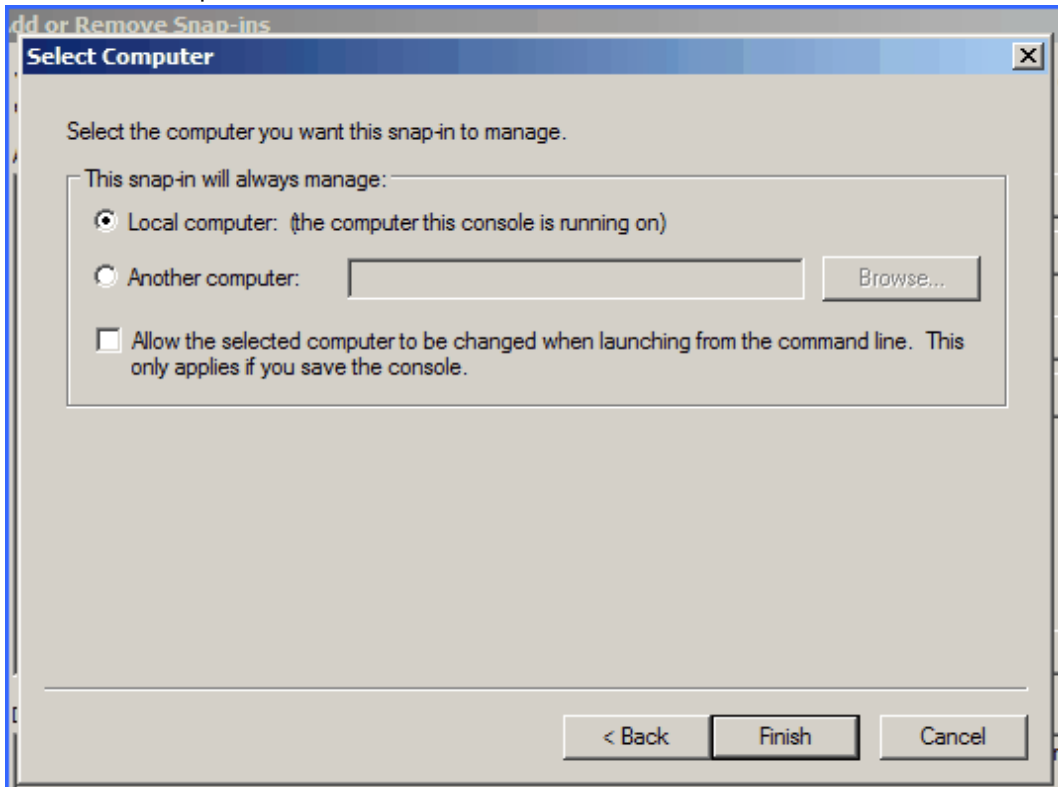 dd or Remove Snap-ins
Select Computer
Select the computer you want this snap-in to manage.
This snap-in will always manage:
Local computer: (the computer this console is running on)
Another computer:
Browse...
Allow the selected computer to be changed when launching from the command line. This
only applies if you save the console.
< Back
Finish
Cancel